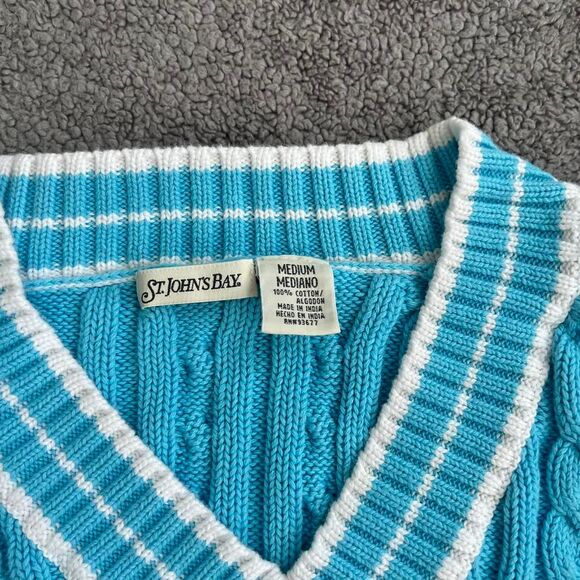 ST. JOHN'S BAY.
MEDIUM
MEDIANO
100% COTTON/
ALGODON
MADE IN INDIA
HECHO EN INDIA
RN#93677